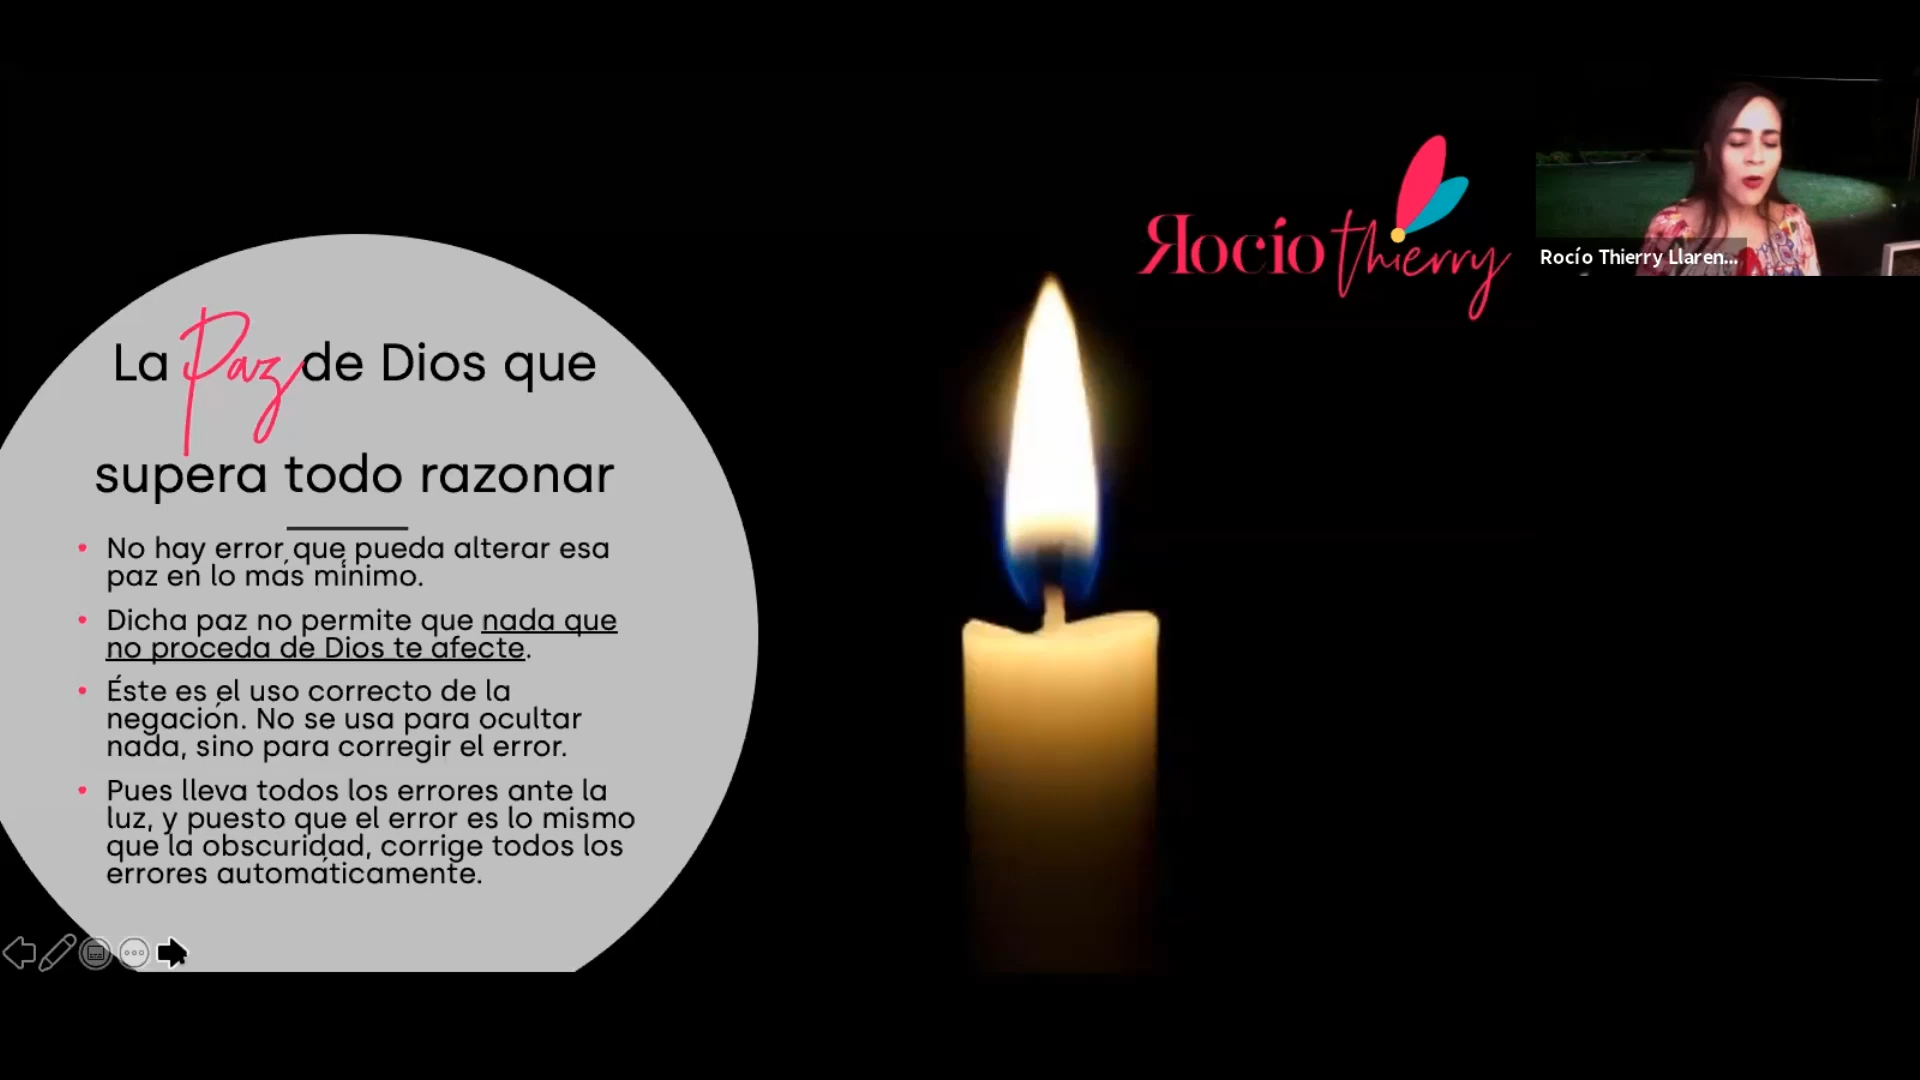 La Paz de Dios que
supera todo razonar
No hay error que pueda alterar esa
paz en lo más mínimo.
Dicha paz no permite que nada que
no proceda de Dios te afecte.
Éste es el uso correcto de la
negación. No se usa para ocultar
nada, sino para corregir el error.
Pues lleva todos los errores ante la
luz, y puesto que el error es lo mismo
que la obscuridad, corrige todos los
errores automáticamente.
Rocío thierry
Rocío Thierry Llaren...